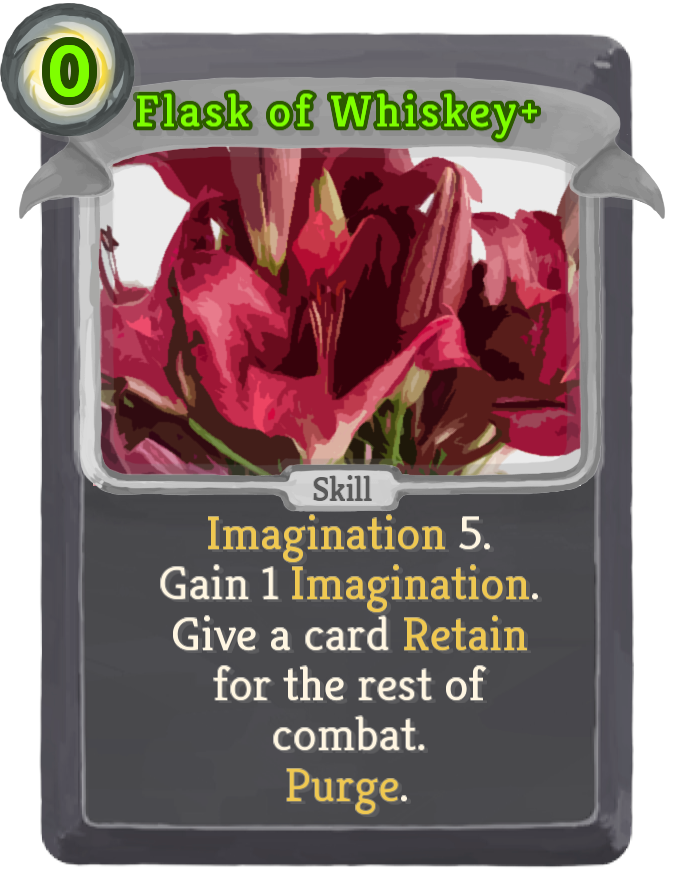 0
Flask of Whiskey+
Skill
Imagination 5.
Gain 1 Imagination.
Give a card Retain
for the rest of
combat.
Purge.